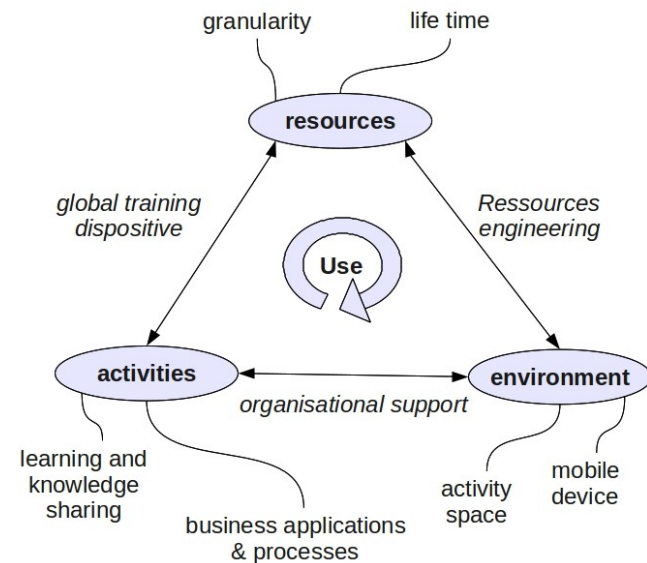 granularity
life time
resources
global training
dispositive
Ressources
engineering
Use
activities
environment
organisational support
learning and
knowledge
sharing
business applications
& processes
activity
space
mobile
device